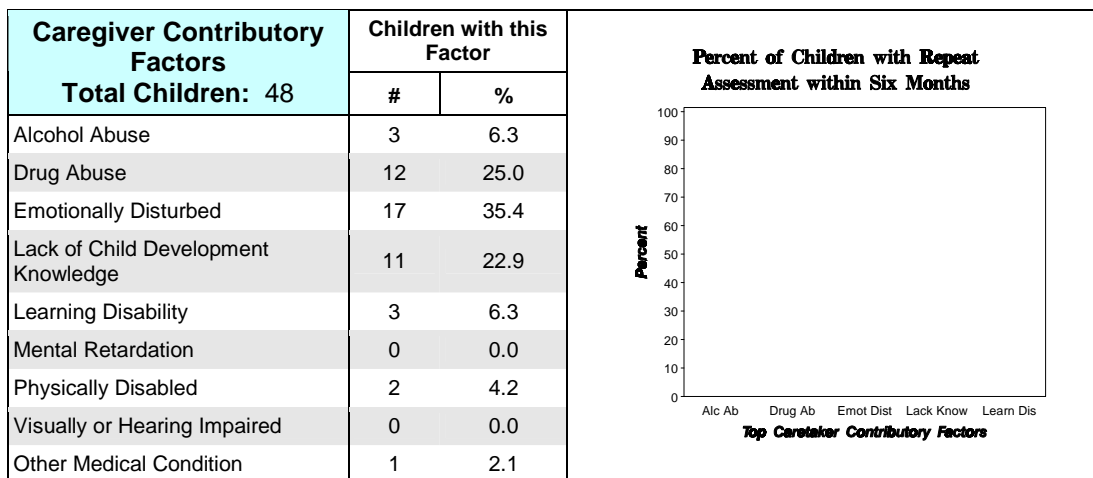 Caregiver Contributory
Factors
Total Children: 48
Children with this
Factor
# %
Alcohol Abuse 3 6.3
Drug Abuse 12 25.0
Emotionally Disturbed 17 35.4
Lack of Child Development
Knowledge 11 22.9
Learning Disability 3 6.3
Mental Retardation 0 0.0
Physically Disabled 2 4.2
Visually or Hearing Impaired 0 0.0
Other Medical Condition 1 2.1
Percent of Children with Repeat
Assessment within Six Months
100
90
80
70
60
50
40
30
20
10
0
Percent
Alc Ab Drug Ab Emot Dist Lack Know Learn Dis
Top Caretaker Contributory Factors